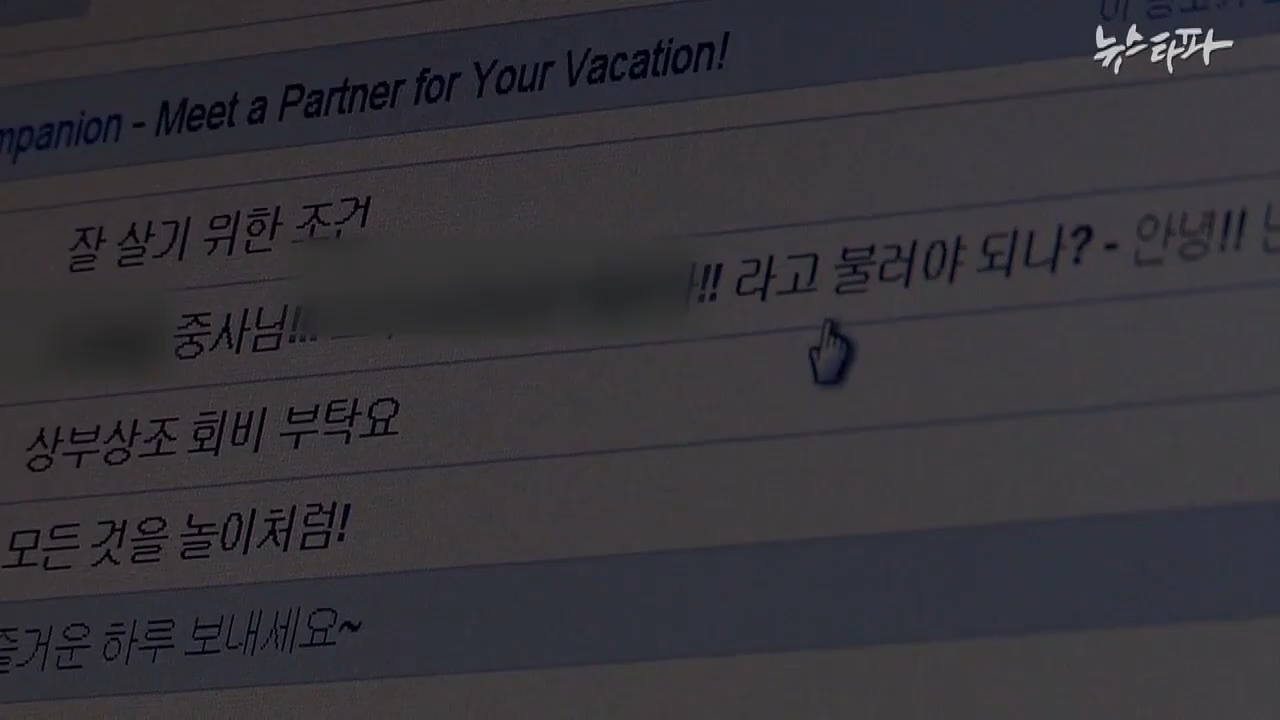 뉴스타파
- Meet a Partner for Your Vacation!
잘 살기 위한 조건
중사님!!.. !! 라고 불러야 되나? - 안녕!!
상부상조 회비 부탁요
모든 것을 놀이처럼!
즐거운 하루 보내세요~